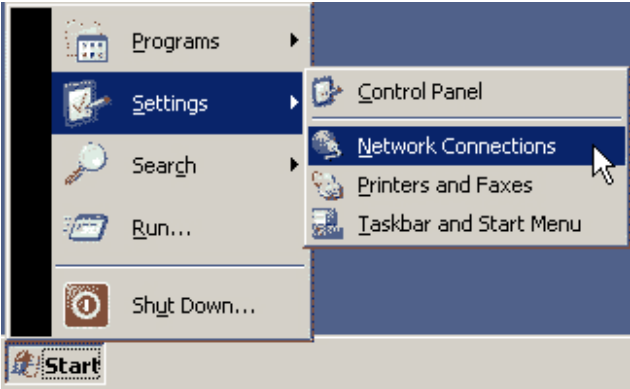 Programs
Settings
Search
Run...
Shut Down...
Control Panel
Network Connections
Printers and Faxes
Taskbar and Start Menu
Start